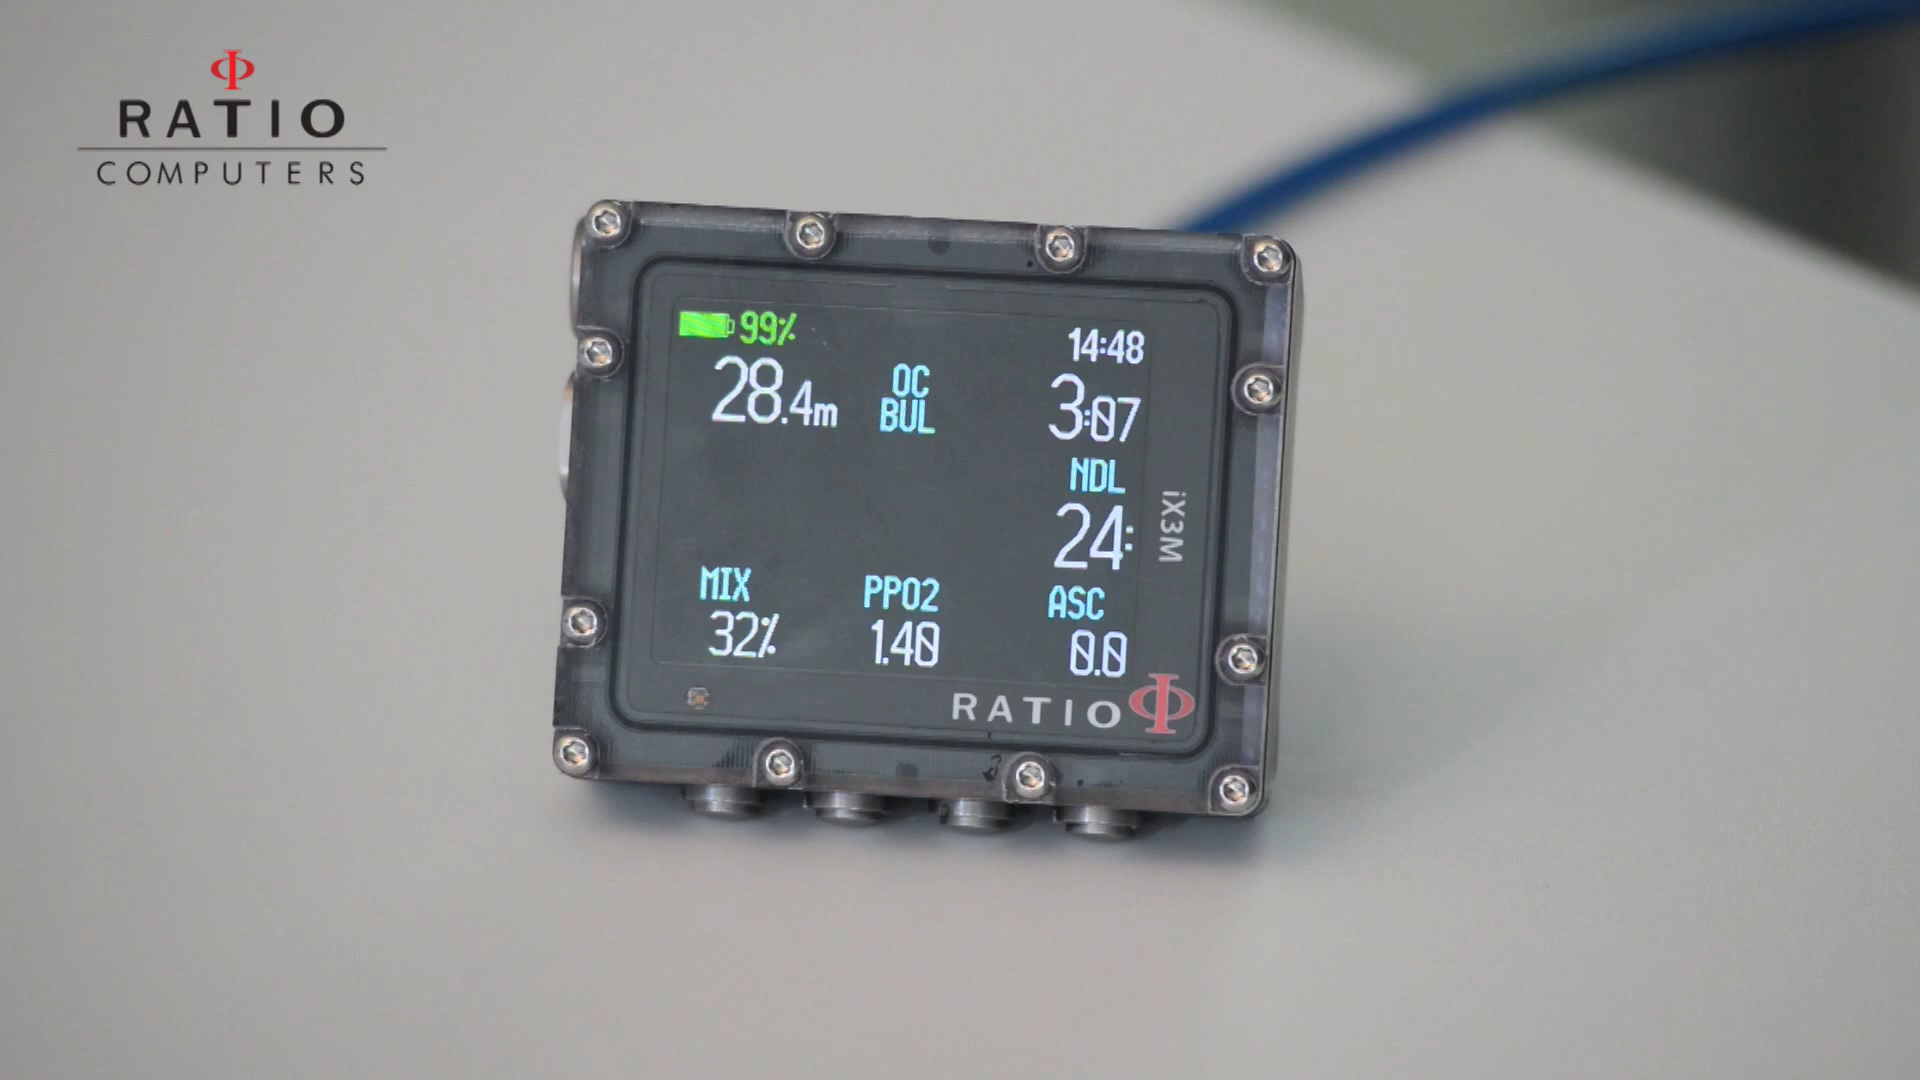 RATIO
COMPUTERS
99%
14:48
28.4m
OC
BUL
3:07
NDL
24:
iX3M
MIX
32%
PPO2
1.40
ASC
0.0
RATIO